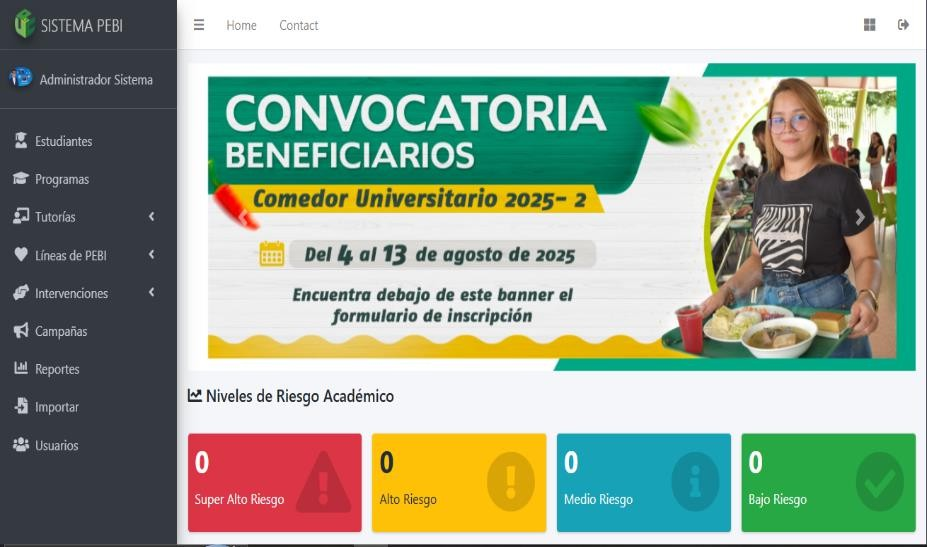 SISTEMA PEBI
Home
Contact
Administrador Sistema
Estudiantes
Programas
Tutorías
Líneas de PEBI
Intervenciones
Campañas
Reportes
Importar
Usuarios
CONVOCATORIA
BENEFICIARIOS
Comedor Universitario 2025- 2
Del 4 al 13 de agosto de 2025
Encuentra debajo de este banner el
formulario de inscripción
Niveles de Riesgo Académico
0
Super Alto Riesgo
0
Alto Riesgo
0
Medio Riesgo
0
Bajo Riesgo